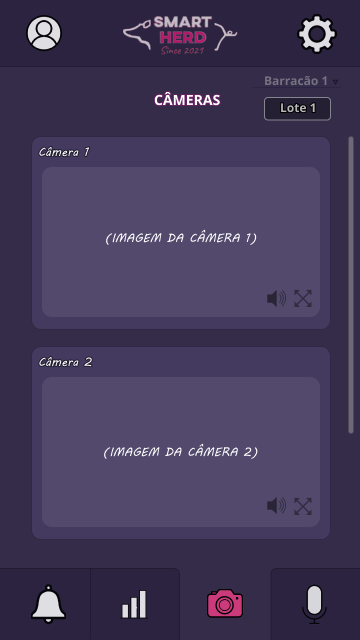 SMART
HERD
Since 2021
Barracão 1
CÂMERAS
Lote 1
Câmera 1
(IMAGEM DA CÂMERA 1)
Câmera 2
(IMAGEM DA CÂMERA 2)